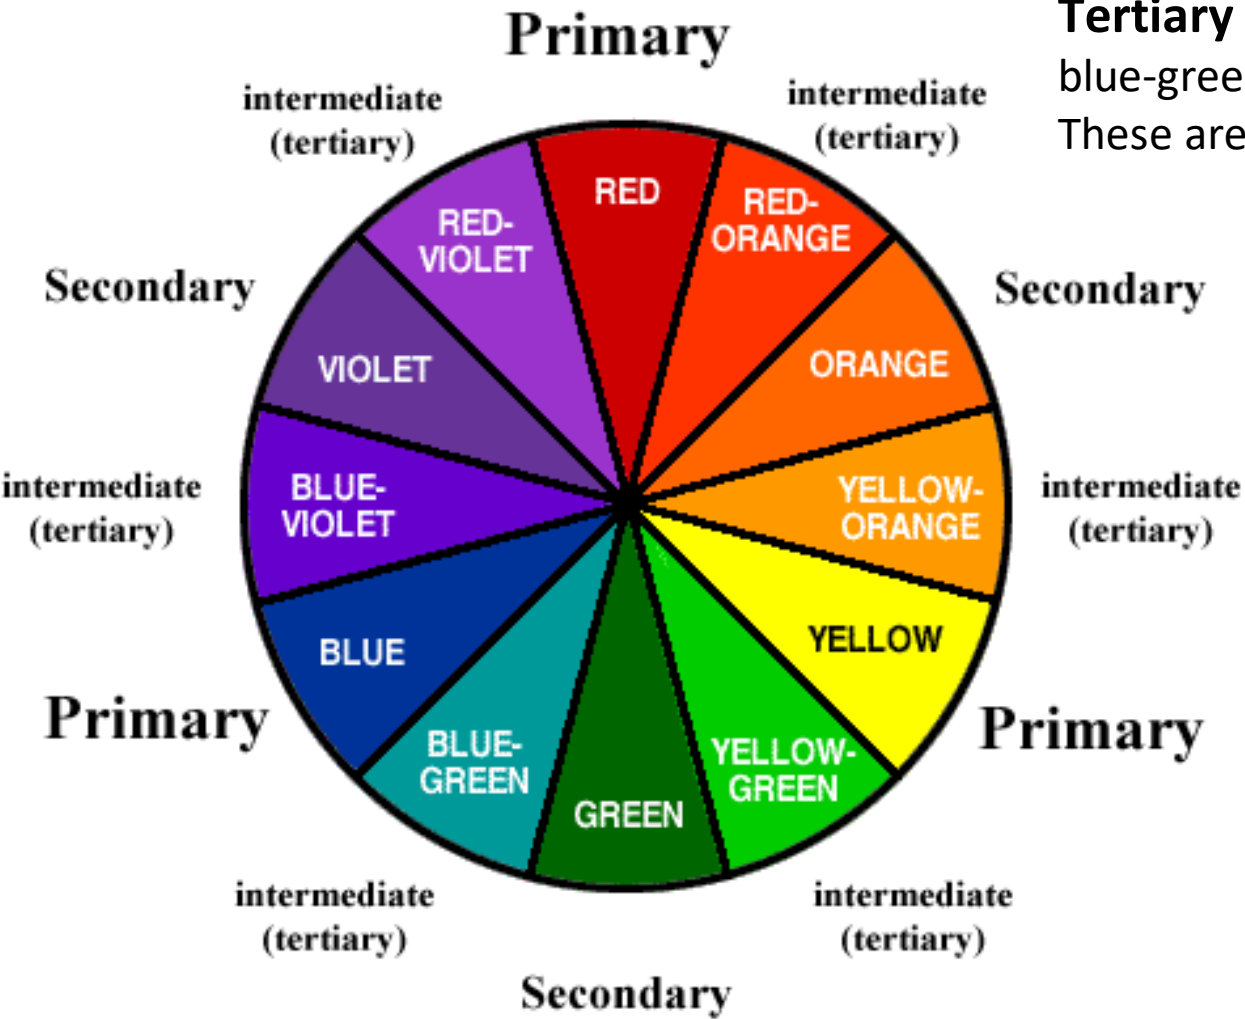 Primary
Tertiary
blue-gree
These are
intermediate
(tertiary)
intermediate
(tertiary)
RED
RED-
ORANGE
RED-
VIOLET
Secondary
Secondary
VIOLET
ORANGE
intermediate
(tertiary)
BLUE-
VIOLET
YELLOW-
ORANGE
intermediate
(tertiary)
BLUE
YELLOW
Primary
Primary
BLUE-
GREEN
GREEN
YELLOW-
GREEN
intermediate
(tertiary)
intermediate
(tertiary)
Secondary